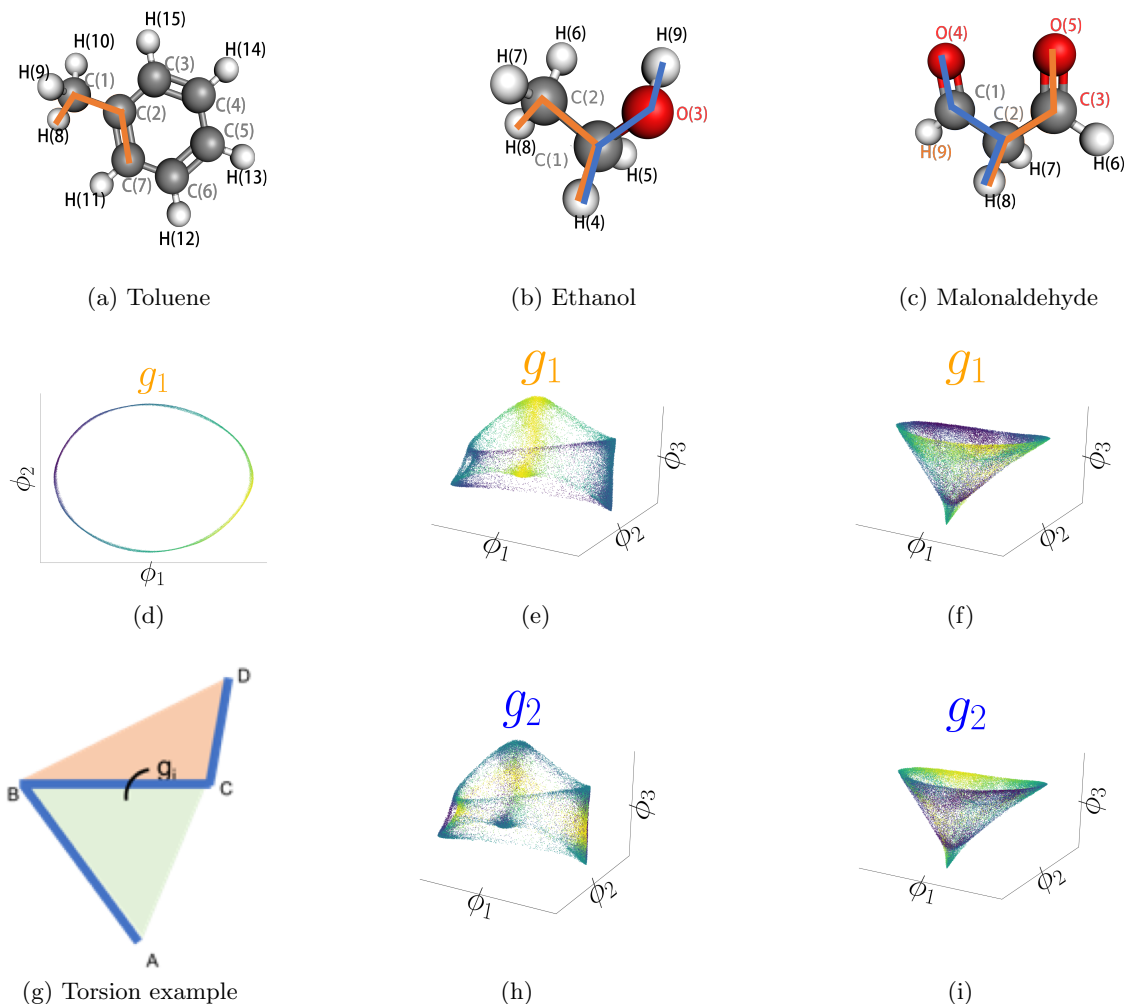 H(15)
H(10)
H(14)
H(9)
C(1)
C(3)
C(2)
C(4)
H(8)
C(5)
C(7)
C(6)
H(11)
H(13)
H(12)
(a) Toluene
H(6)
H(9)
H(7)
C(2)
O(3)
H(8)
C(1)
H(5)
H(4)
(b) Ethanol
O(4)
O(5)
C(1)
C(3)
C(2)
H(9)
H(7)
H(6)
H(8)
(c) Malonaldehyde
g1
ϕ2
ϕ1
(d)
g1
ϕ3
ϕ2
ϕ1
(e)
g1
ϕ3
ϕ2
ϕ1
(f)
D
gi
B
C
A
(g) Torsion example
g2
ϕ3
ϕ2
ϕ1
(h)
g2
ϕ3
ϕ2
ϕ1
(i)